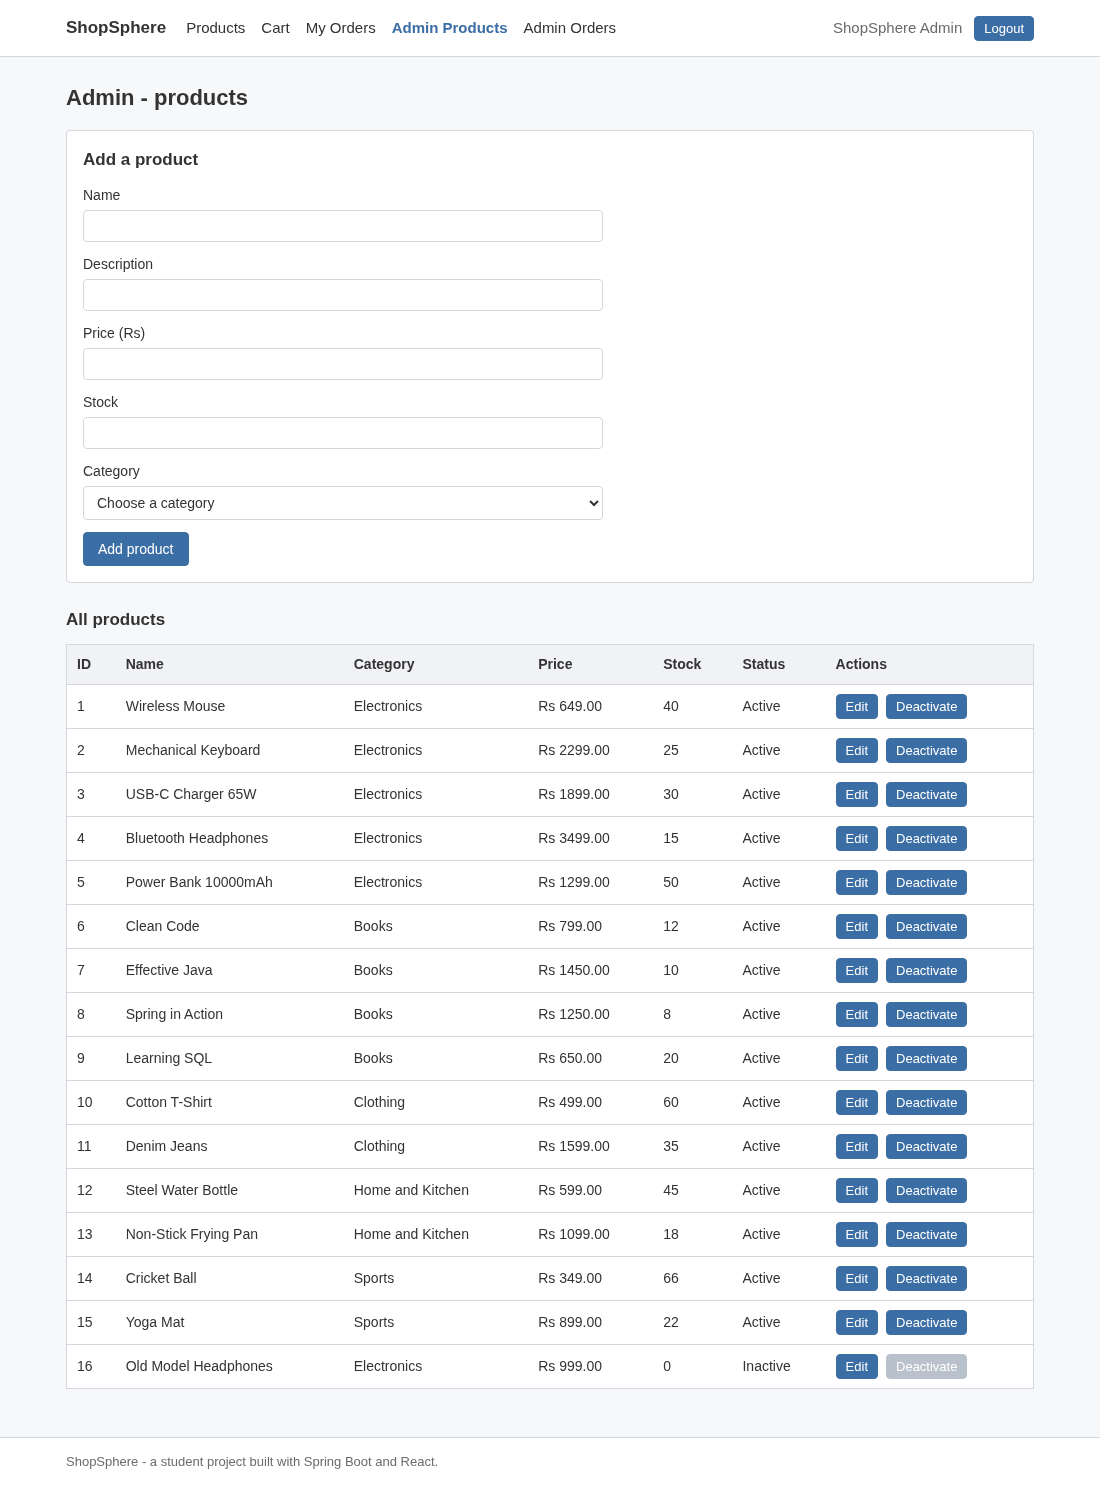 ShopSphere Products Cart My Orders Admin Products Admin Orders ShopSphere Admin Logout
Admin - products
Add a product
Name
Description
Price (Rs)
Stock
Category
Choose a category
Add product
All products
ID Name Category Price Stock Status Actions
1 Wireless Mouse Electronics Rs 649.00 40 Active Edit Deactivate
2 Mechanical Keyboard Electronics Rs 2299.00 25 Active Edit Deactivate
3 USB-C Charger 65W Electronics Rs 1899.00 30 Active Edit Deactivate
4 Bluetooth Headphones Electronics Rs 3499.00 15 Active Edit Deactivate
5 Power Bank 10000mAh Electronics Rs 1299.00 50 Active Edit Deactivate
6 Clean Code Books Rs 799.00 12 Active Edit Deactivate
7 Effective Java Books Rs 1450.00 10 Active Edit Deactivate
8 Spring in Action Books Rs 1250.00 8 Active Edit Deactivate
9 Learning SQL Books Rs 650.00 20 Active Edit Deactivate
10 Cotton T-Shirt Clothing Rs 499.00 60 Active Edit Deactivate
11 Denim Jeans Clothing Rs 1599.00 35 Active Edit Deactivate
12 Steel Water Bottle Home and Kitchen Rs 599.00 45 Active Edit Deactivate
13 Non-Stick Frying Pan Home and Kitchen Rs 1099.00 18 Active Edit Deactivate
14 Cricket Ball Sports Rs 349.00 66 Active Edit Deactivate
15 Yoga Mat Sports Rs 899.00 22 Active Edit Deactivate
16 Old Model Headphones Electronics Rs 999.00 0 Inactive Edit Deactivate
ShopSphere - a student project built with Spring Boot and React.